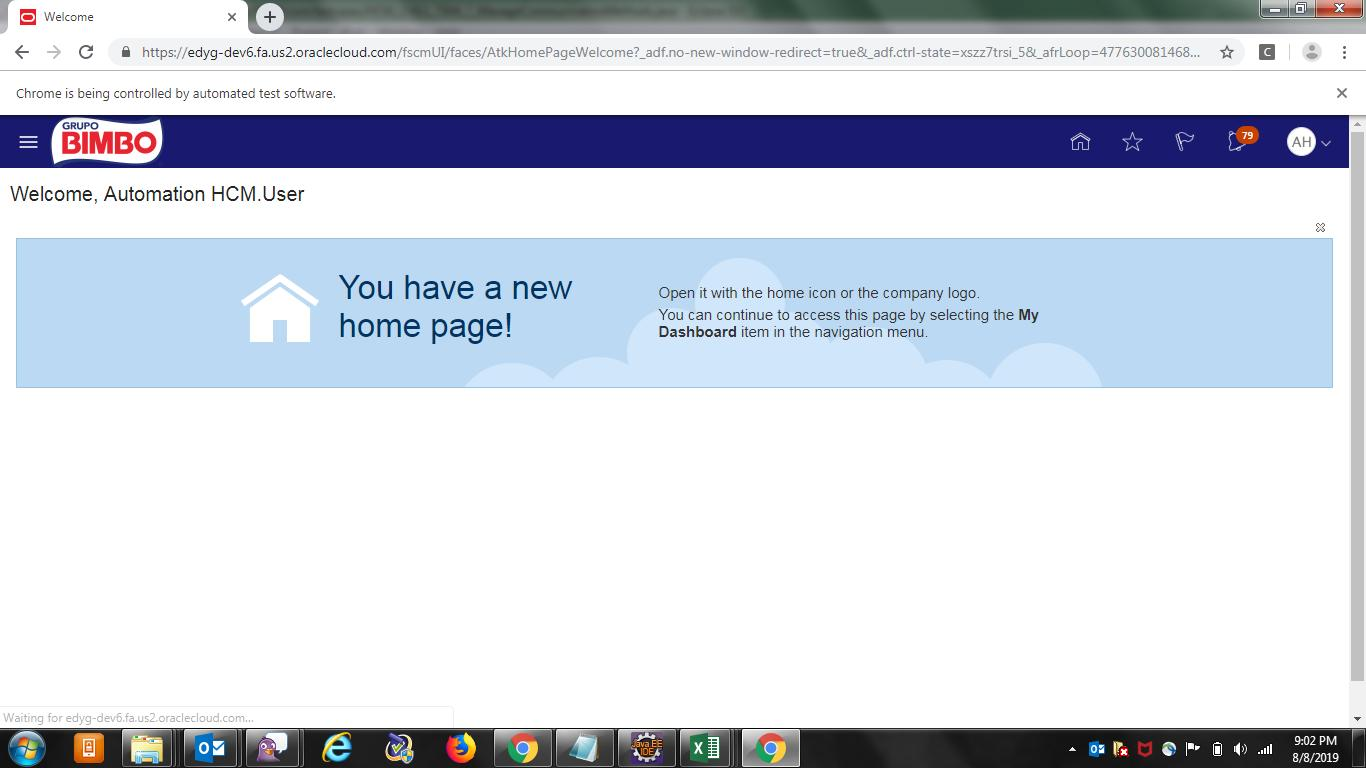 Welcome
https://edyg-dev6.fa.us2.oraclecloud.com/fscmUI/faces/AtkHomePageWelcome?_adf.no-new-window-redirect=true&_adf.ctrl-state=xszz7trsi_5&_afrLoop=477630081468...
C
Chrome is being controlled by automated test software.
GRUPO
BIMBO
79
AH
Welcome, Automation HCM.User
You have a new
home page!
Open it with the home icon or the company logo.
You can continue to access this page by selecting the My
Dashboard item in the navigation menu.
Waiting for edyg-dev6.fa.us2.oraclecloud.com...
Java EE
IDE
9:02 PM
8/8/2019